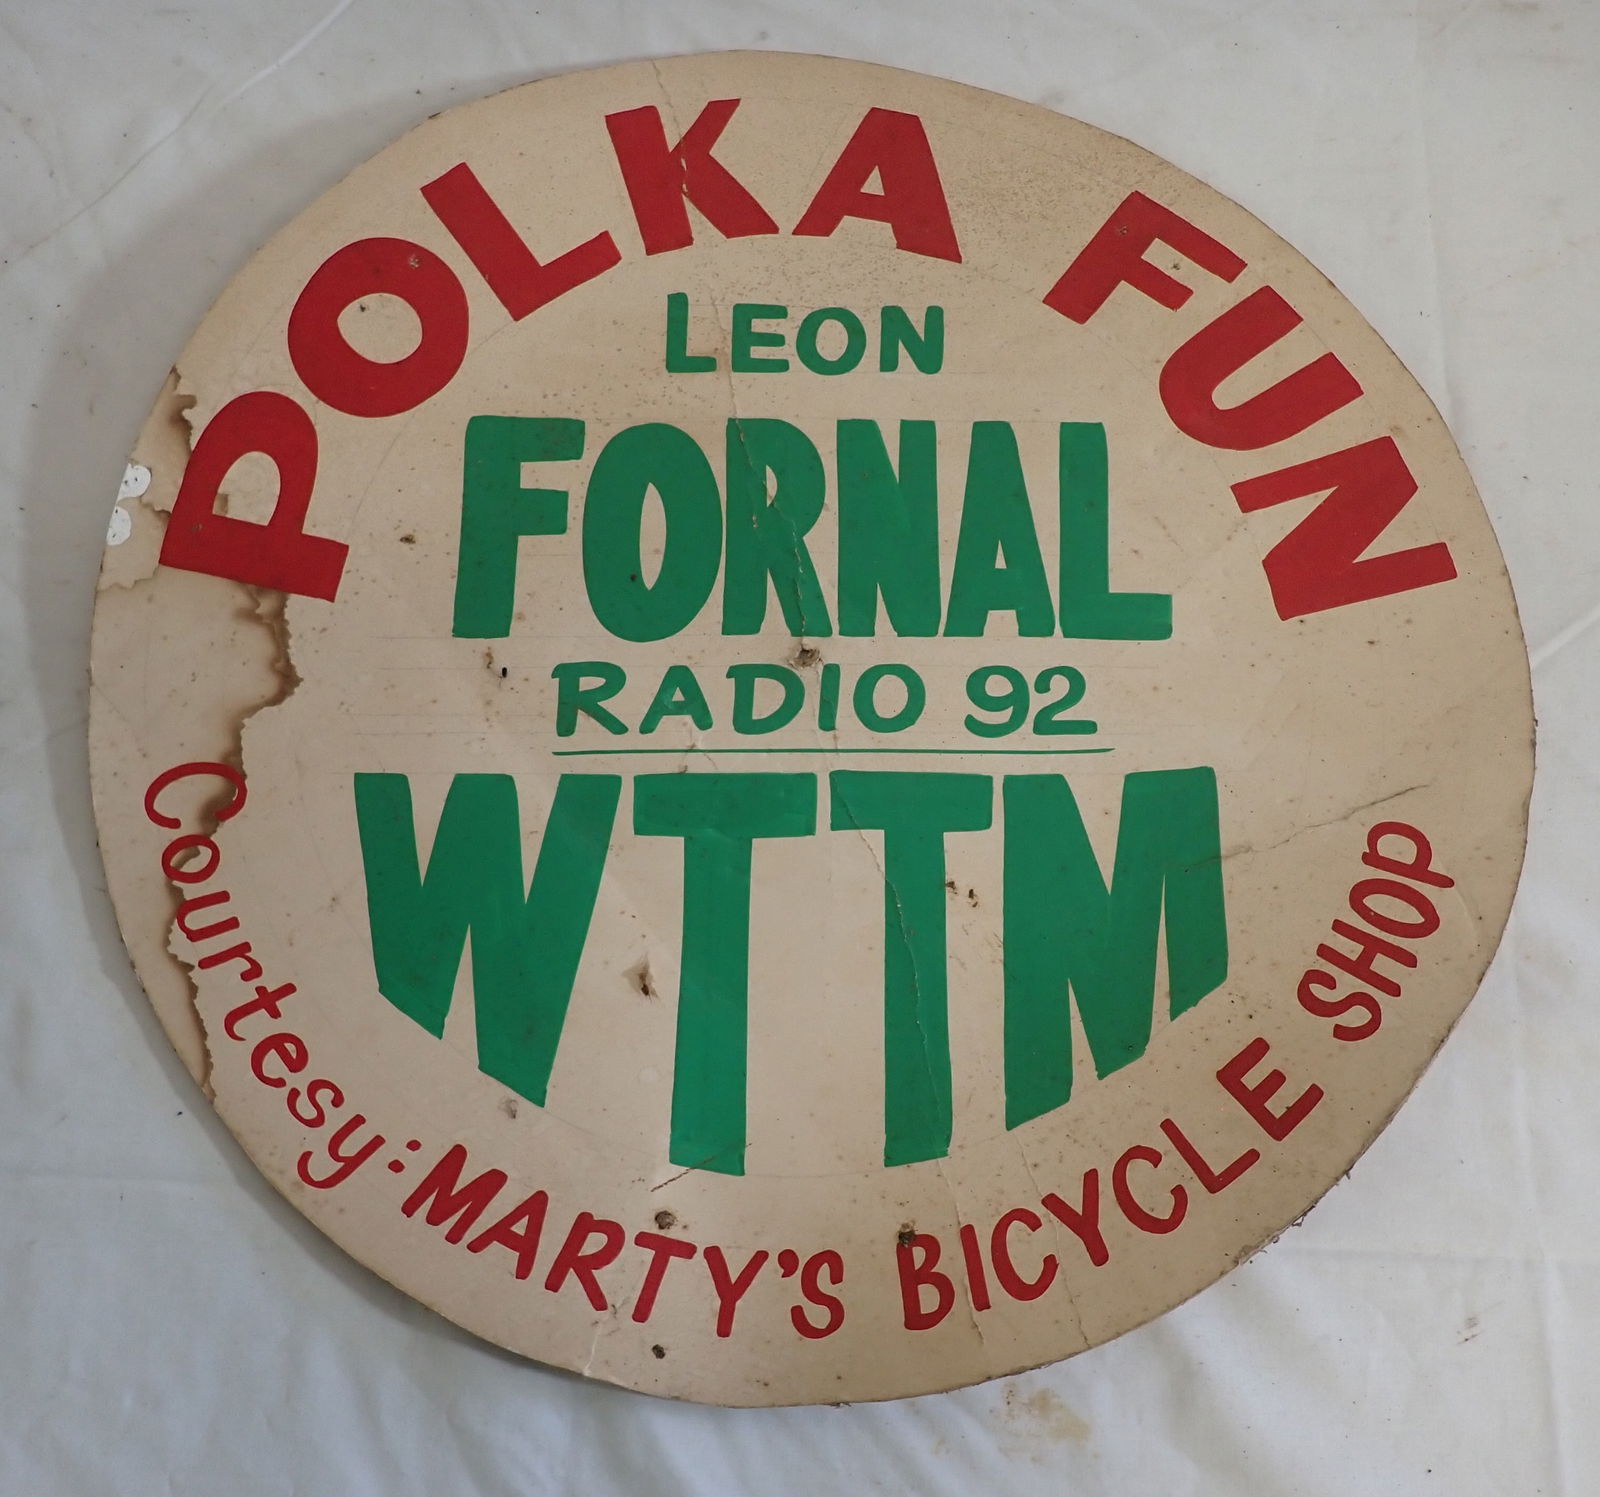 POLKA FUN
LEON
FORNAL
RADIO 92
WTTM
Courtesy: MARTY'S BICYCLE SHOP